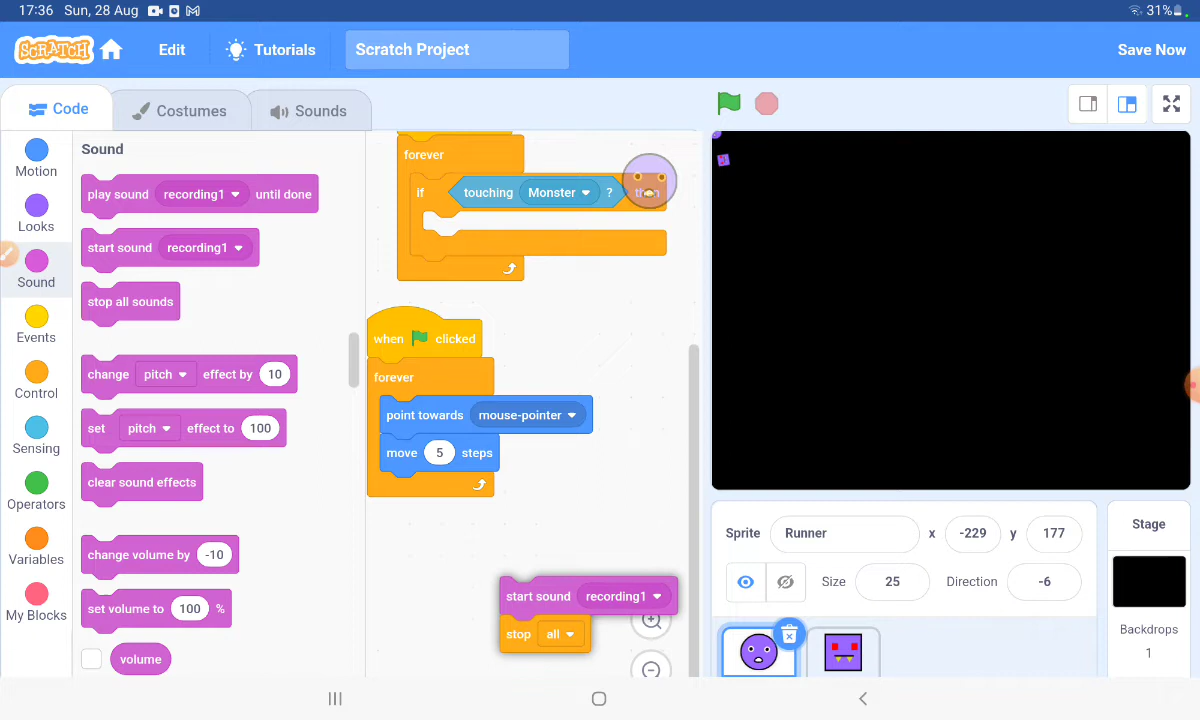 17:36 Sun, 28 Aug 31%
SCRATCH Edit Tutorials Scratch Project Save Now
Code Costumes Sounds
Motion
Looks
Sound
Events
Control
Sensing
Operators
Variables
My Blocks
Sound
play sound recording1 until done
start sound recording1
stop all sounds
change pitch effect by 10
set pitch effect to 100
clear sound effects
change volume by -10
set volume to 100 %
volume
forever
if touching Monster ? then
when clicked
forever
point towards mouse-pointer
move 5 steps
start sound recording1
stop all
Sprite Runner x -229 y 177
Size 25 Direction -6
Stage
Backdrops
1